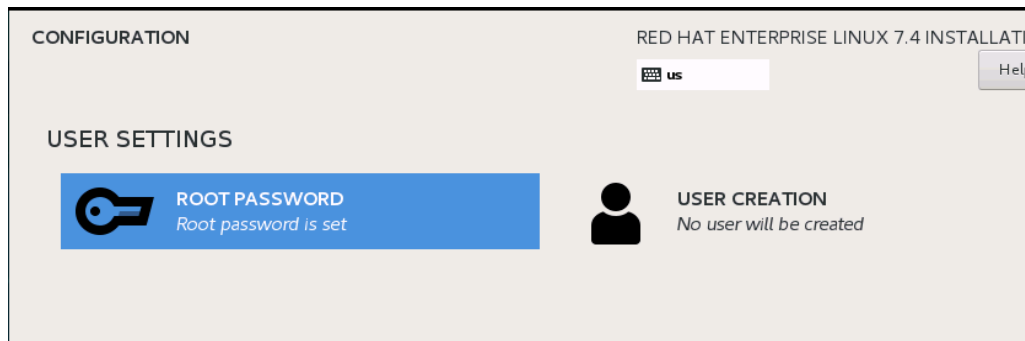 CONFIGURATION
RED HAT ENTERPRISE LINUX 7.4 INSTALLATI
us
Help
USER SETTINGS
ROOT PASSWORD
Root password is set
USER CREATION
No user will be created